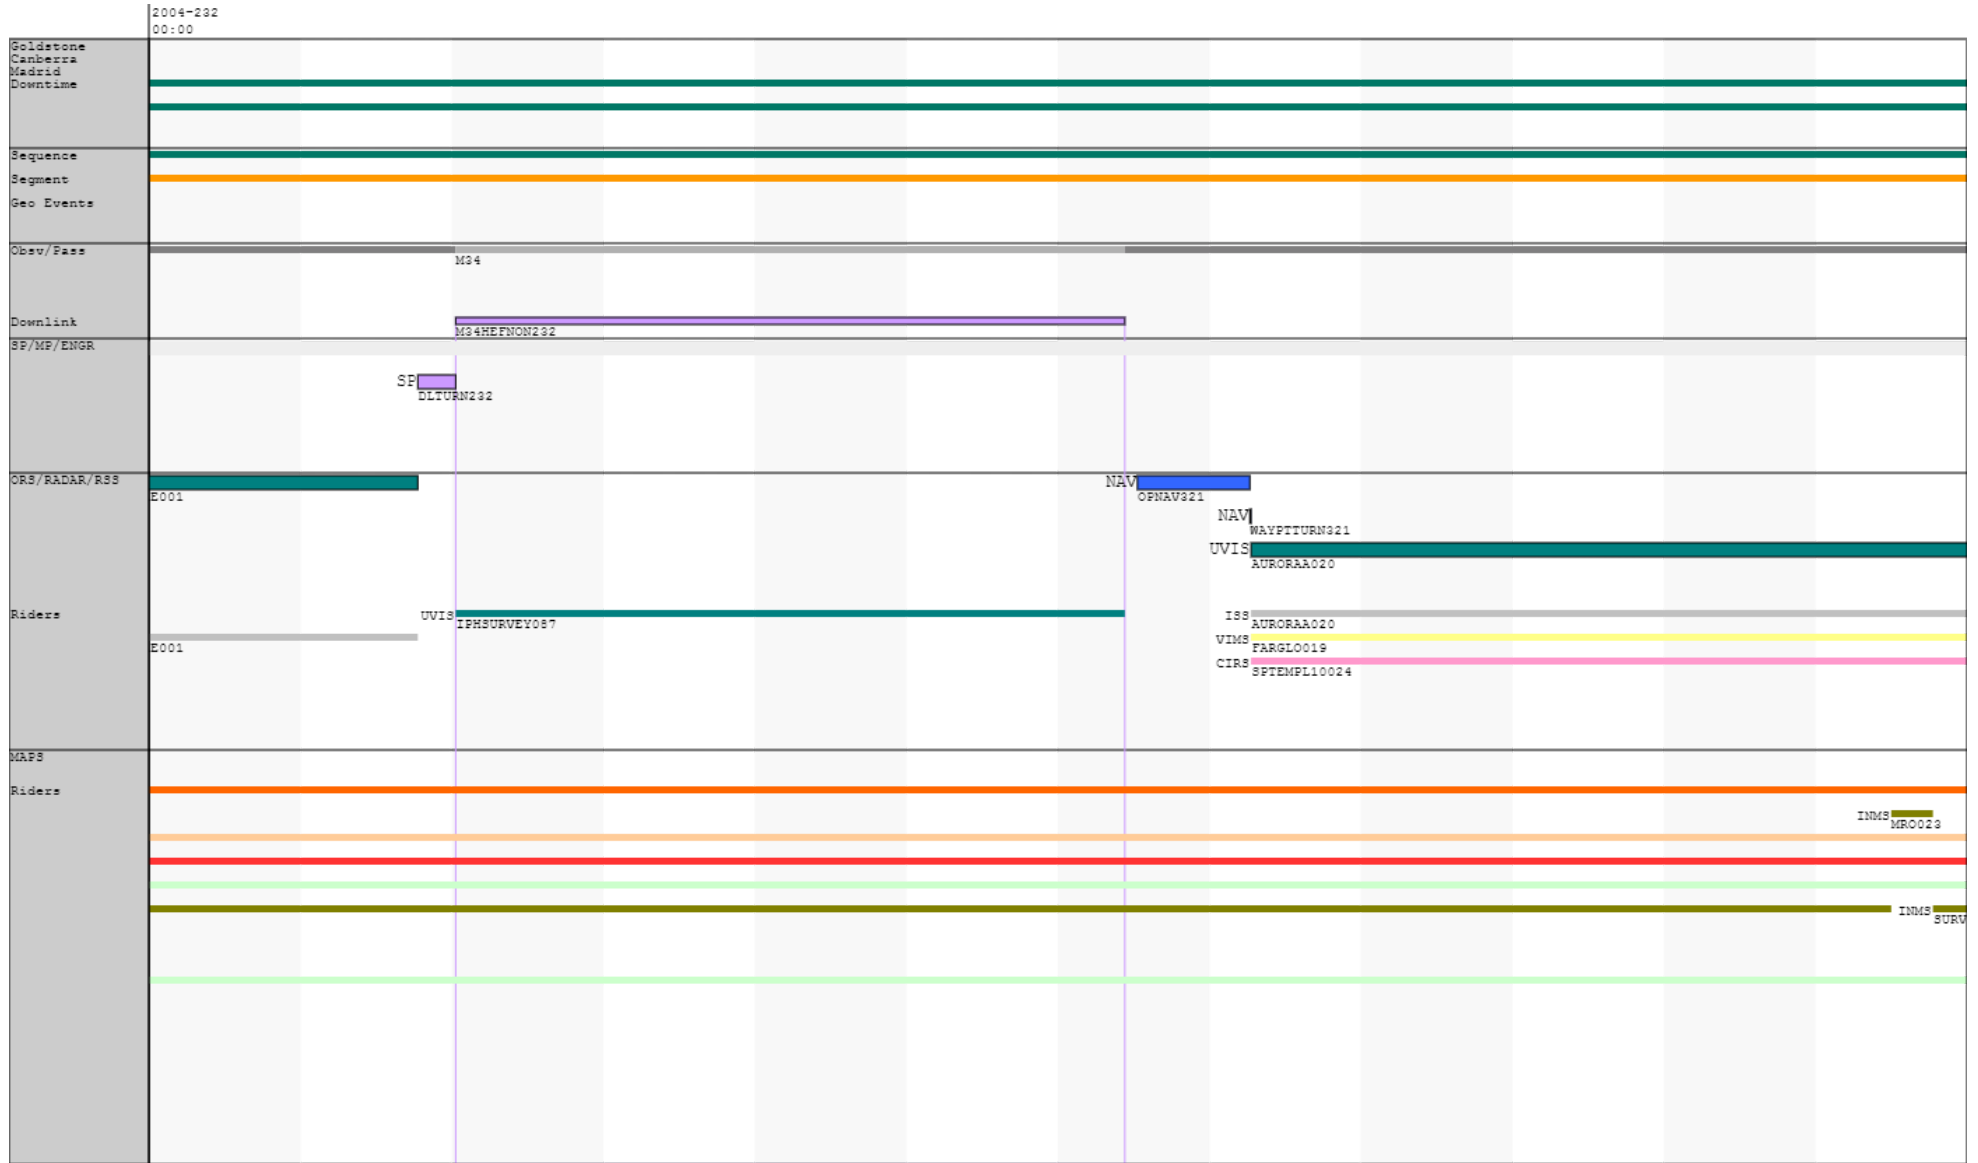 2004-232
00:00
Goldstone
Canberra
Madrid
Downtime
Sequence
Segment
Geo Events
Obsv/Pass
M34
Downlink
M34HEFNON232
SP/MP/ENGR
SP
DLTURN232
ORS/RADAR/RSS
E001
NAV
OPNAV321
NAV
WAYPTTURN321
UVIS
AURORAA020
Riders
UVIS
IPHSURVEY087
ISS
AURORAA020
E001
VIMS
FARGLO019
CIRS
SPTEMPL10024
MAPS
Riders
INMS
MRO023
INMS
SURV